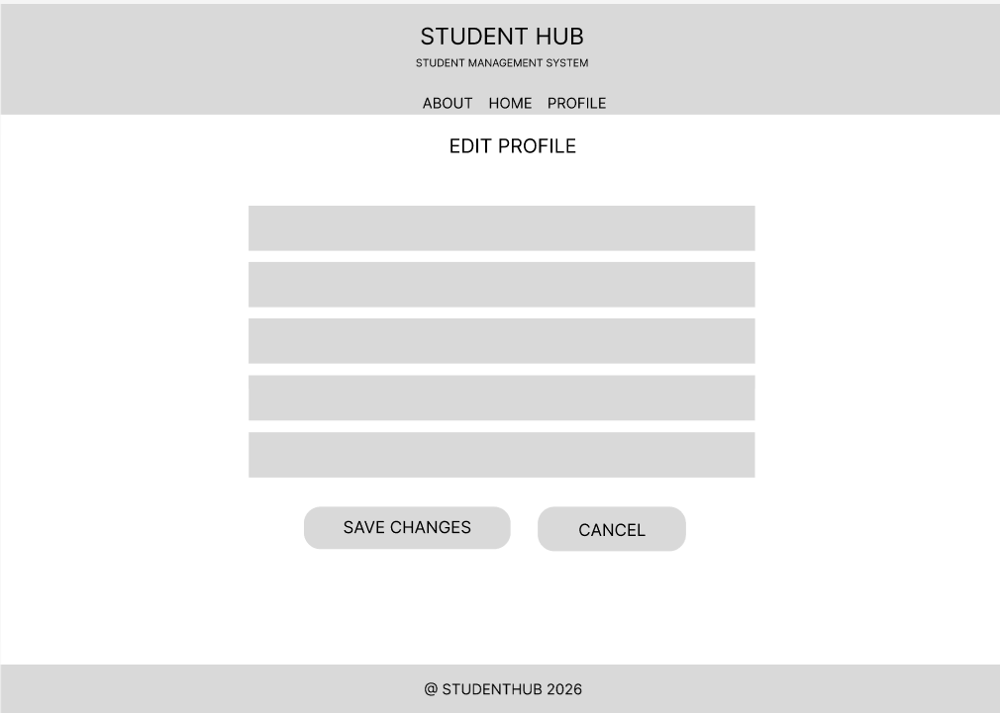 STUDENT HUB
STUDENT MANAGEMENT SYSTEM
ABOUT HOME PROFILE
EDIT PROFILE
SAVE CHANGES CANCEL
@ STUDENTHUB 2026